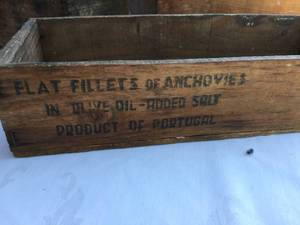 FLAT FILLETS OF ANCHOVIES
IN OLIVE OIL-ADDED SALT
PRODUCT OF PORTUGAL